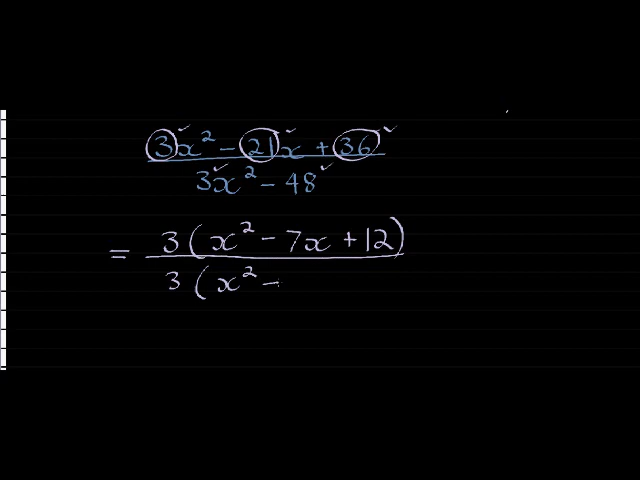 3x² - 21x + 36
3x² - 48
= 3(x² - 7x + 12)
3(x² -